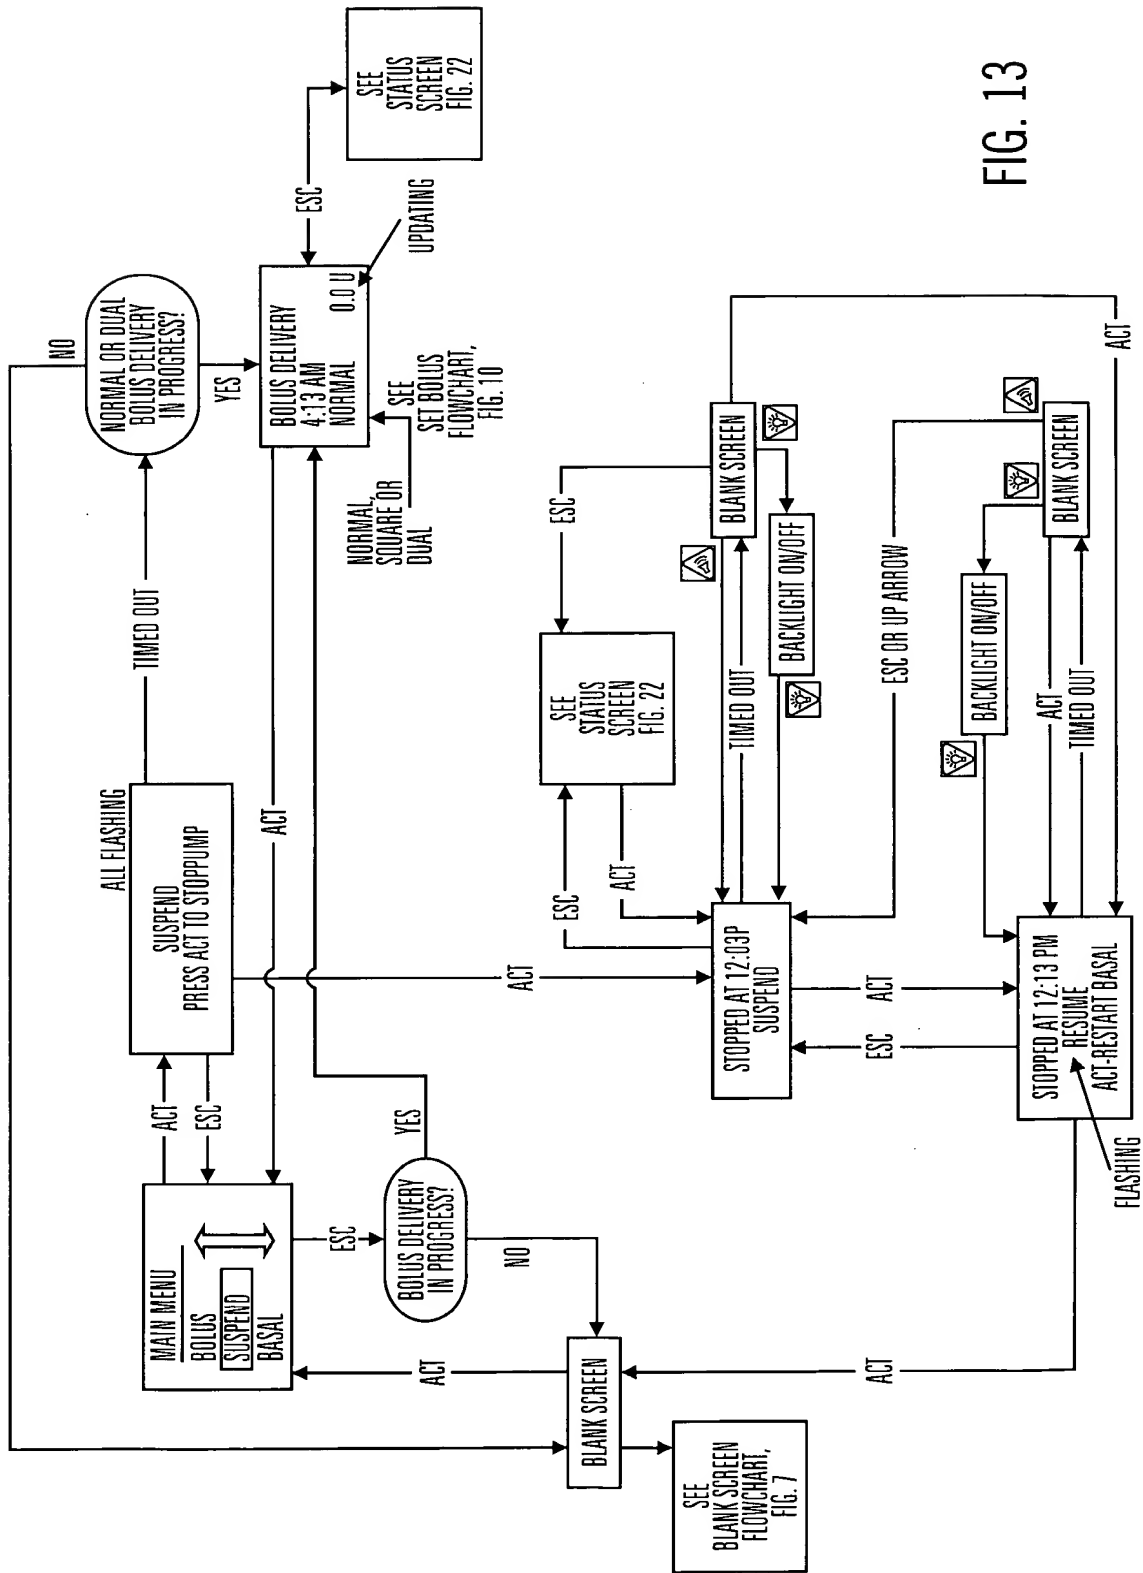 ALL FLASHING
MAIN MENU
BOLUS
SUSPEND
BASAL
ACT
ESC
SUSPEND
PRESS ACT TO STOPPUMP
TIMED OUT
NORMAL OR DUAL
BOLUS DELIVERY
IN PROGRESS?
NO
YES
ACT
BOLUS DELIVERY
4:13 AM
NORMAL
0.0 U
UPDATING
ESC
SEE
STATUS
SCREEN
FIG. 22
NORMAL,
SQUARE OR
DUAL
SEE
SET BOLUS
FLOWCHART,
FIG. 10
ESC
BOLUS DELIVERY
IN PROGRESS?
YES
NO
ACT
BLANK SCREEN
SEE
BLANK SCREEN
FLOWCHART,
FIG. 7
ACT
ACT
ESC
ACT
SEE
STATUS
SCREEN
FIG. 22
ESC
STOPPED AT 12:03P
SUSPEND
TIMED OUT
BLANK SCREEN
BACKLIGHT ON/OFF
ESC
ACT
ESC OR UP ARROW
ACT
STOPPED AT 12:13 PM
RESUME
ACT-RESTART BASAL
FLASHING
BACKLIGHT ON/OFF
ACT
TIMED OUT
BLANK SCREEN
FIG. 13